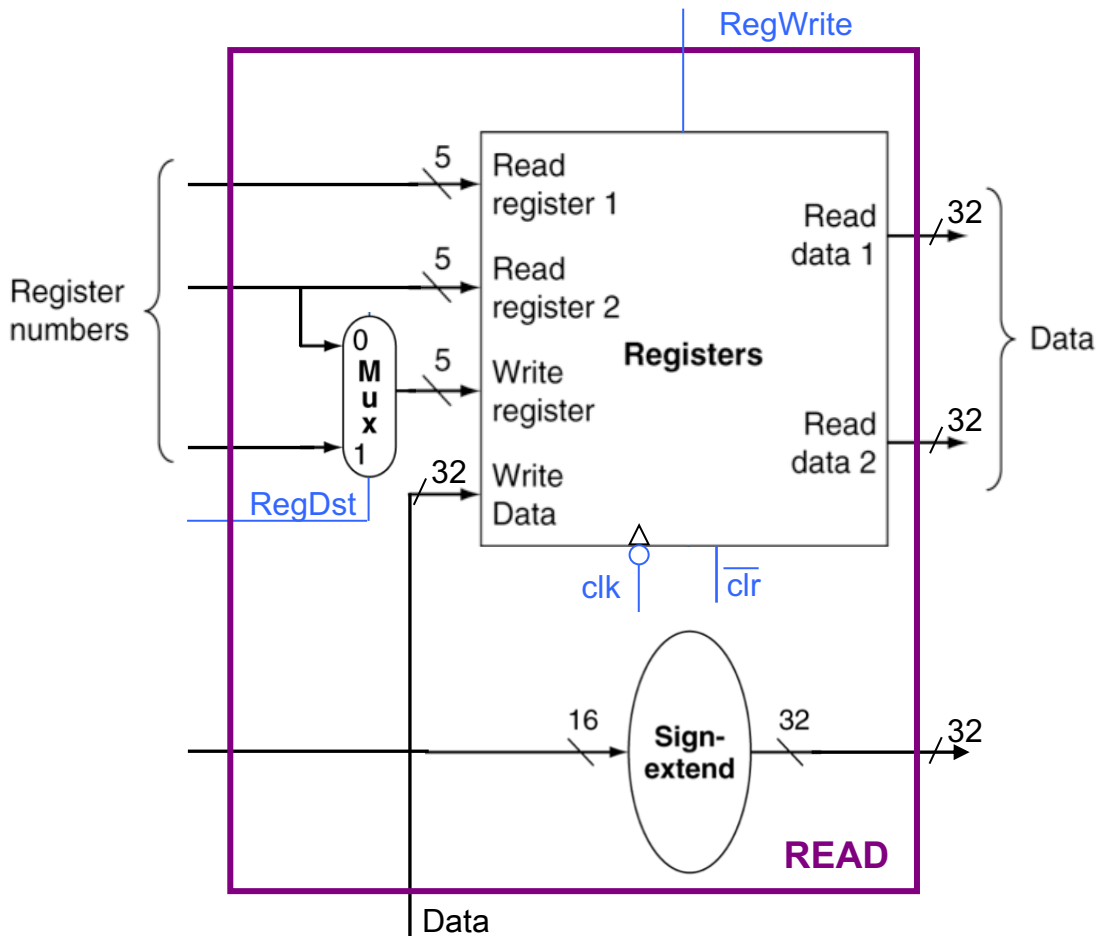 RegWrite
5
Read
register 1
Read
data 1
32
5
Read
register 2
Register
numbers
0
Mux
1
5
Write
register
Registers
Data
Read
data 2
32
32
Write
Data
RegDst
clk
clr
16
Sign-
extend
32
32
READ
Data